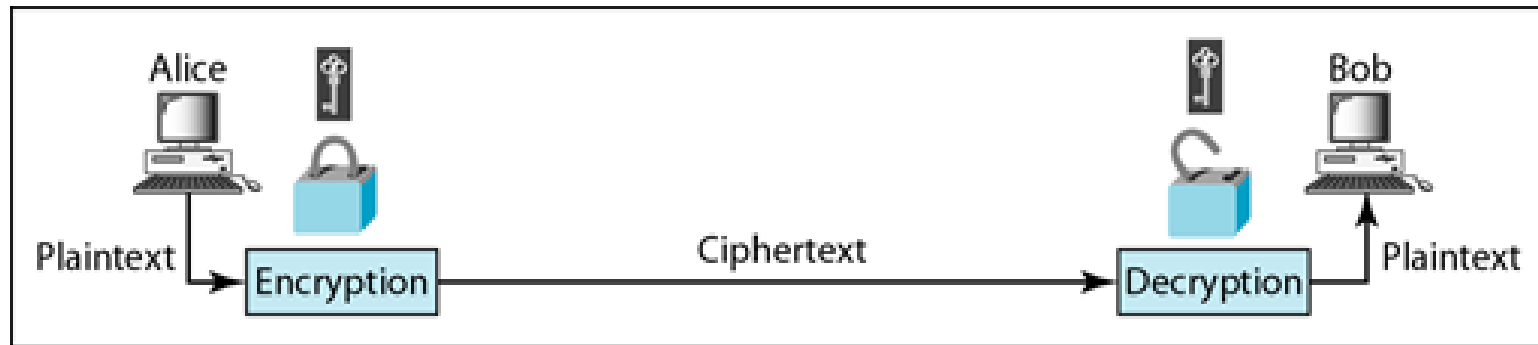 Alice
Bob
Plaintext
Encryption
Ciphertext
Decryption
Plaintext